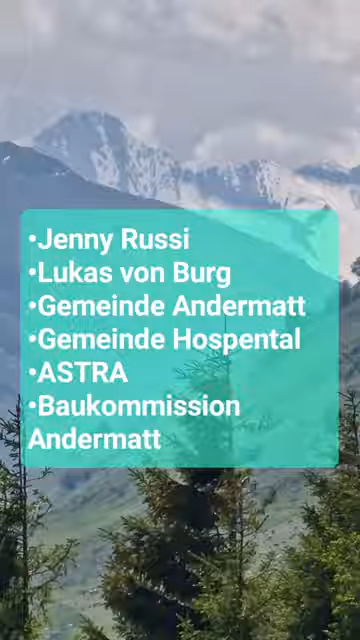 •Jenny Russi
•Lukas von Burg
•Gemeinde Andermatt
•Gemeinde Hospental
•ASTRA
•Baukommission
Andermatt